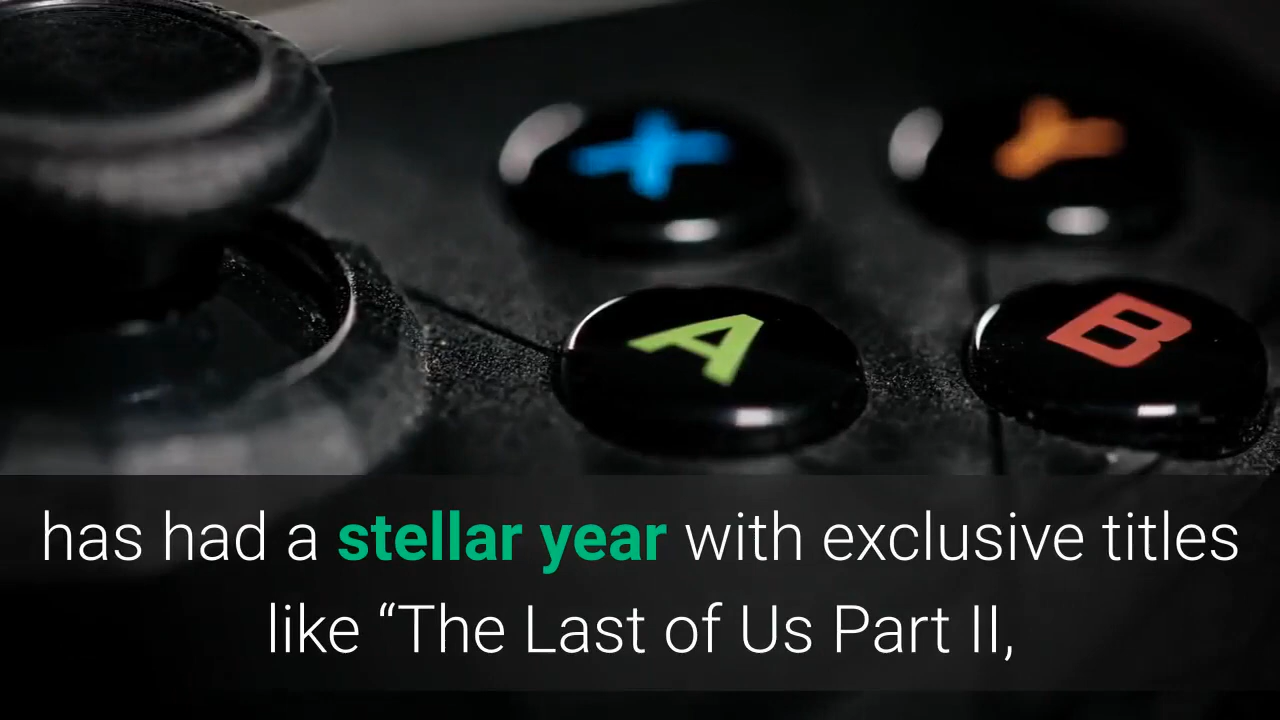 X Y
A B
has had a stellar year with exclusive titles
like “The Last of Us Part II,